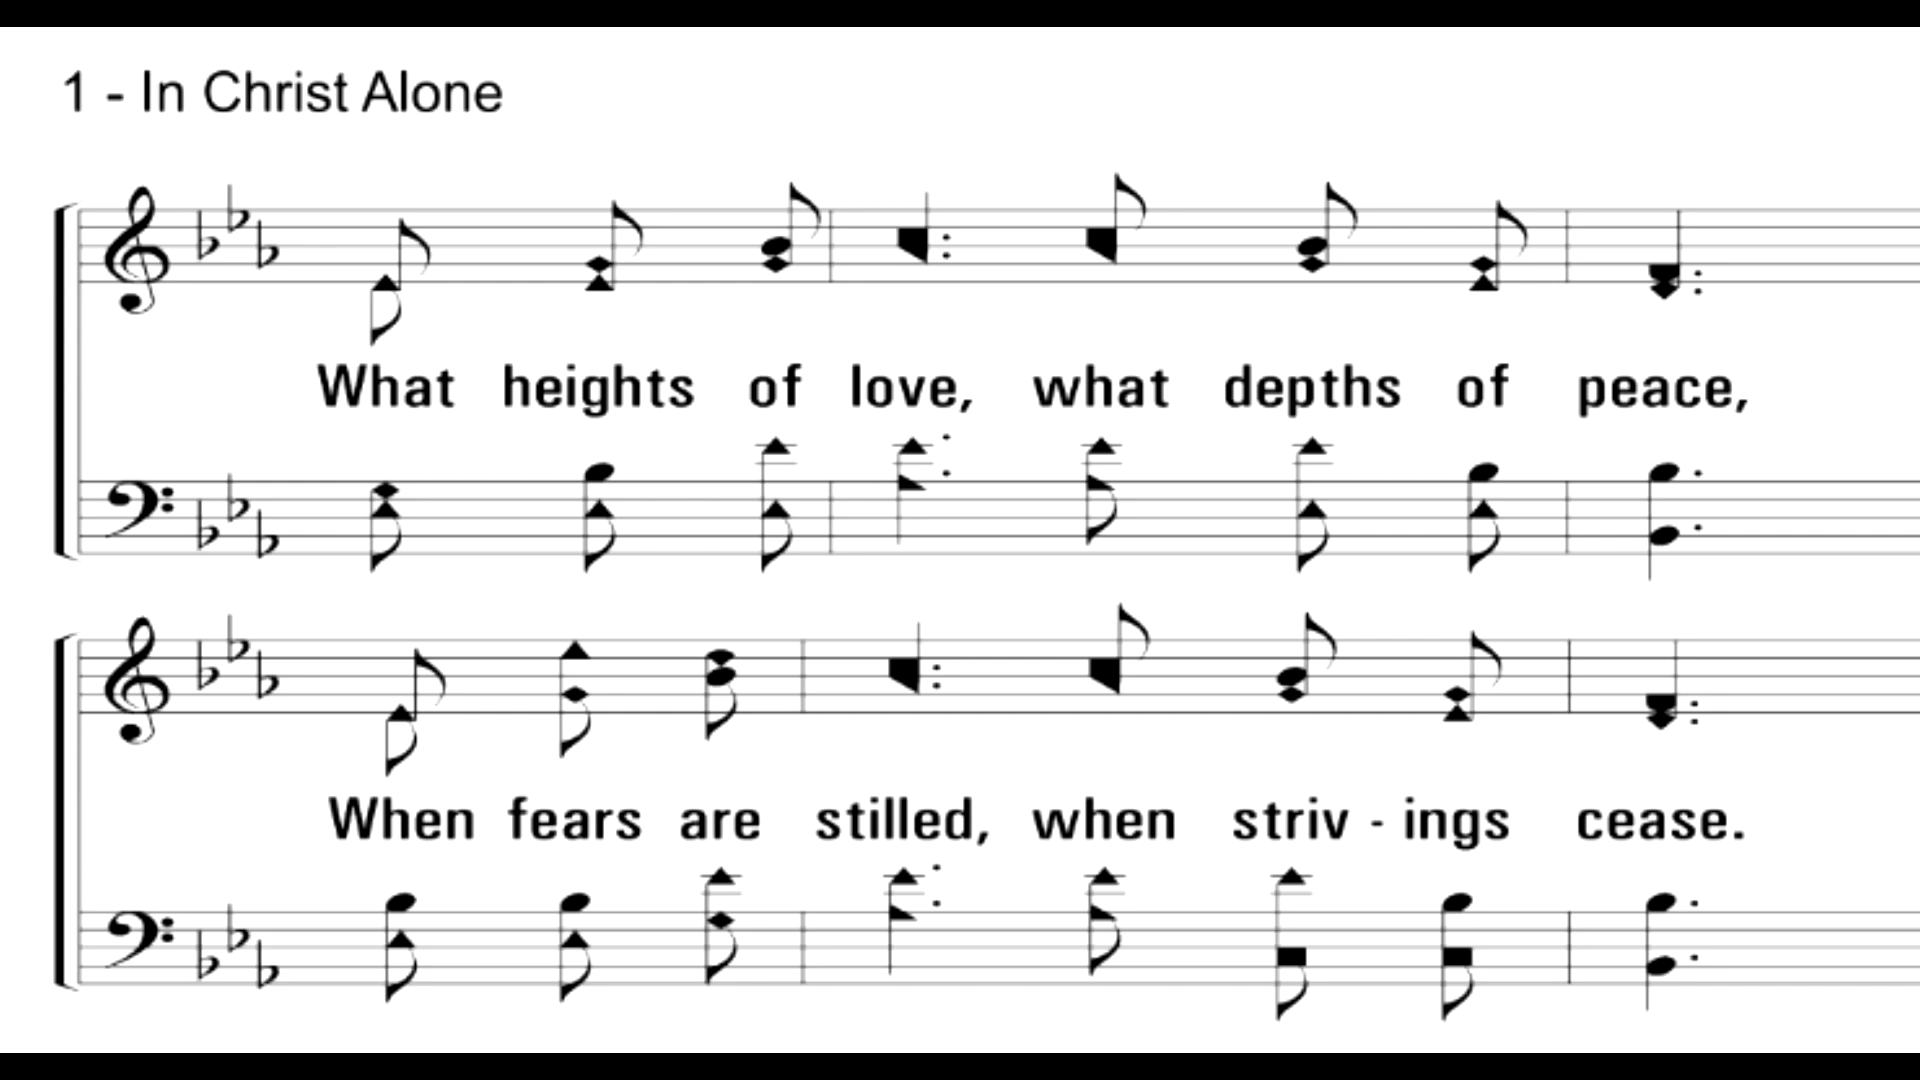 1 - In Christ Alone
What heights of love, what depths of peace,
When fears are stilled, when striv - ings cease.